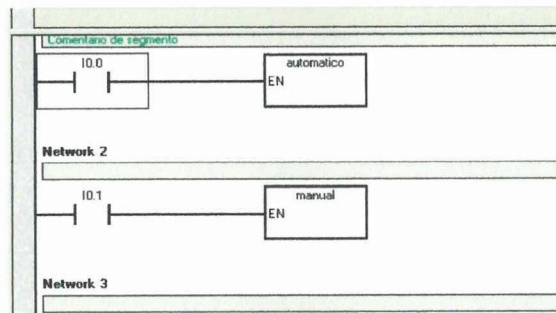 Comentario de segmento
I0.0
automatico
EN
Network 2
I0.1
manual
EN
Network 3